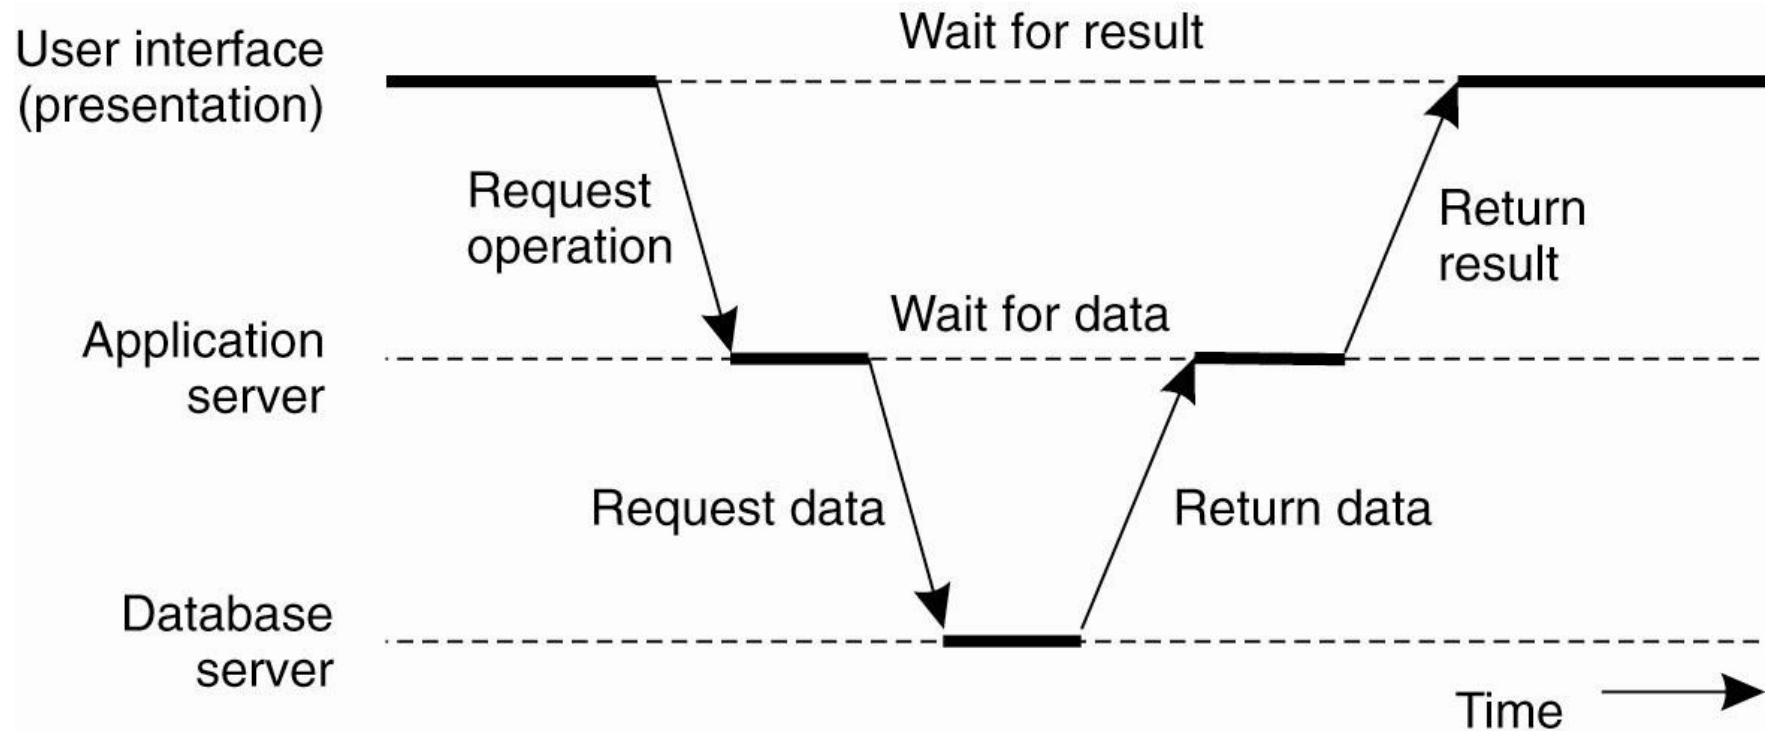 User interface
(presentation)
Wait for result
Request
operation
Return
result
Application
server
Wait for data
Request data
Return data
Database
server
Time